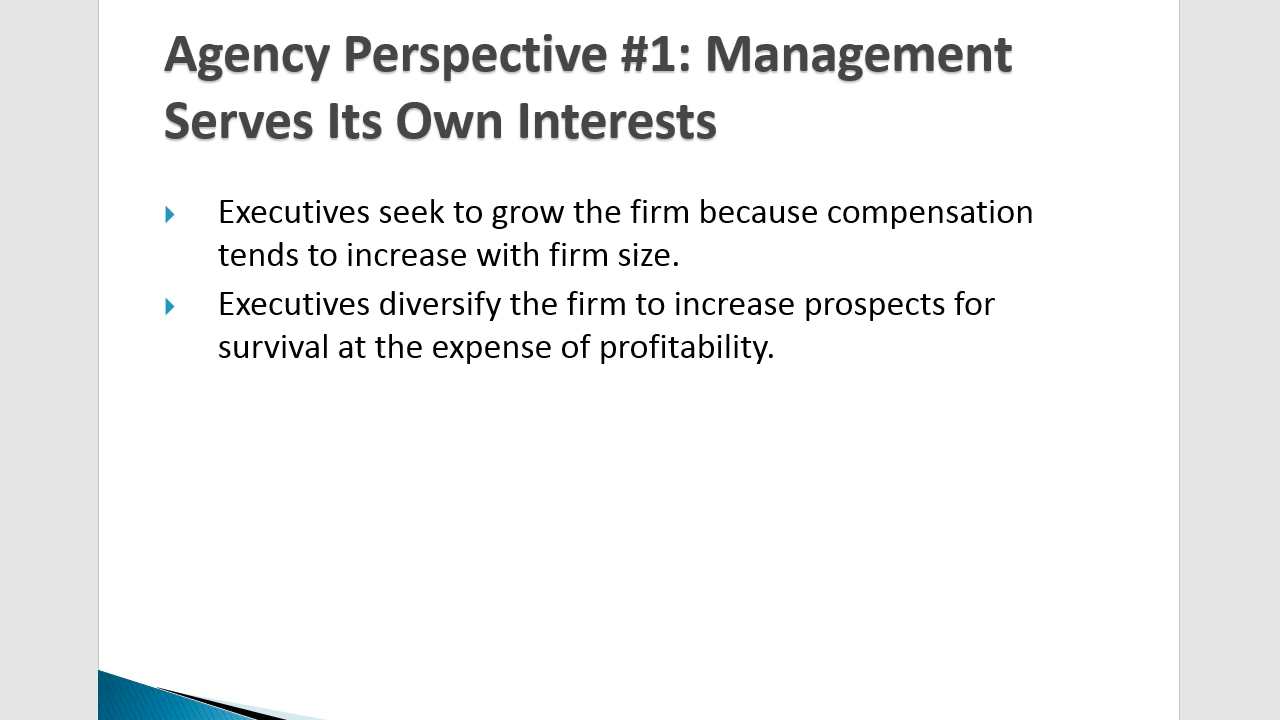 Agency Perspective #1: Management
Serves Its Own Interests
Executives seek to grow the firm because compensation
tends to increase with firm size.
Executives diversify the firm to increase prospects for
survival at the expense of profitability.